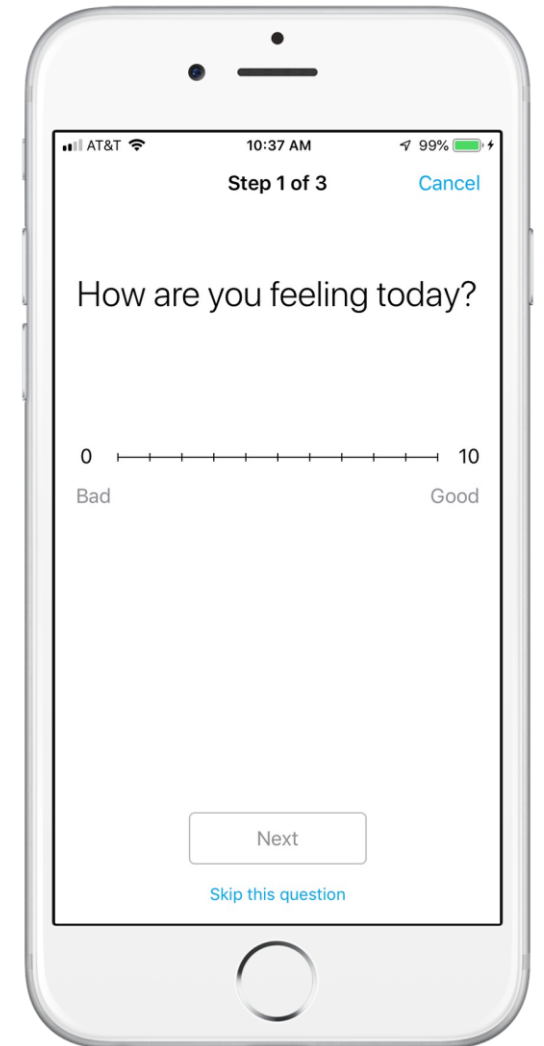 AT&T 10:37 AM 99%
Step 1 of 3 Cancel
How are you feeling today?
0 10
Bad Good
Next
Skip this question